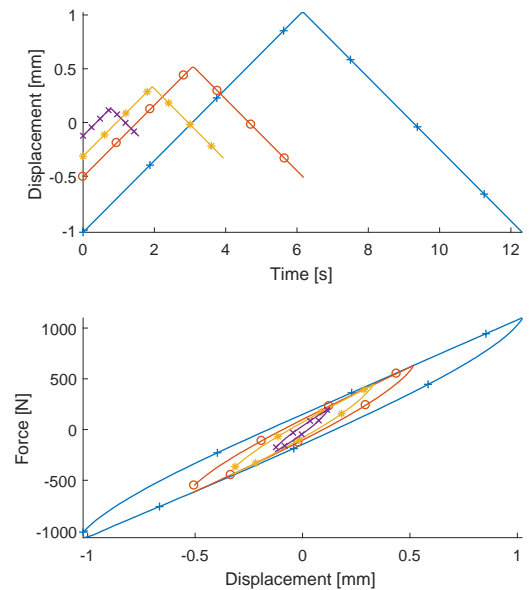 1
0.5
0
-0.5
-1
Displacement [mm]
0 2 4 6 8 10 12
Time [s]
1000
500
0
-500
-1000
Force [N]
-1 -0.5 0 0.5 1
Displacement [mm]